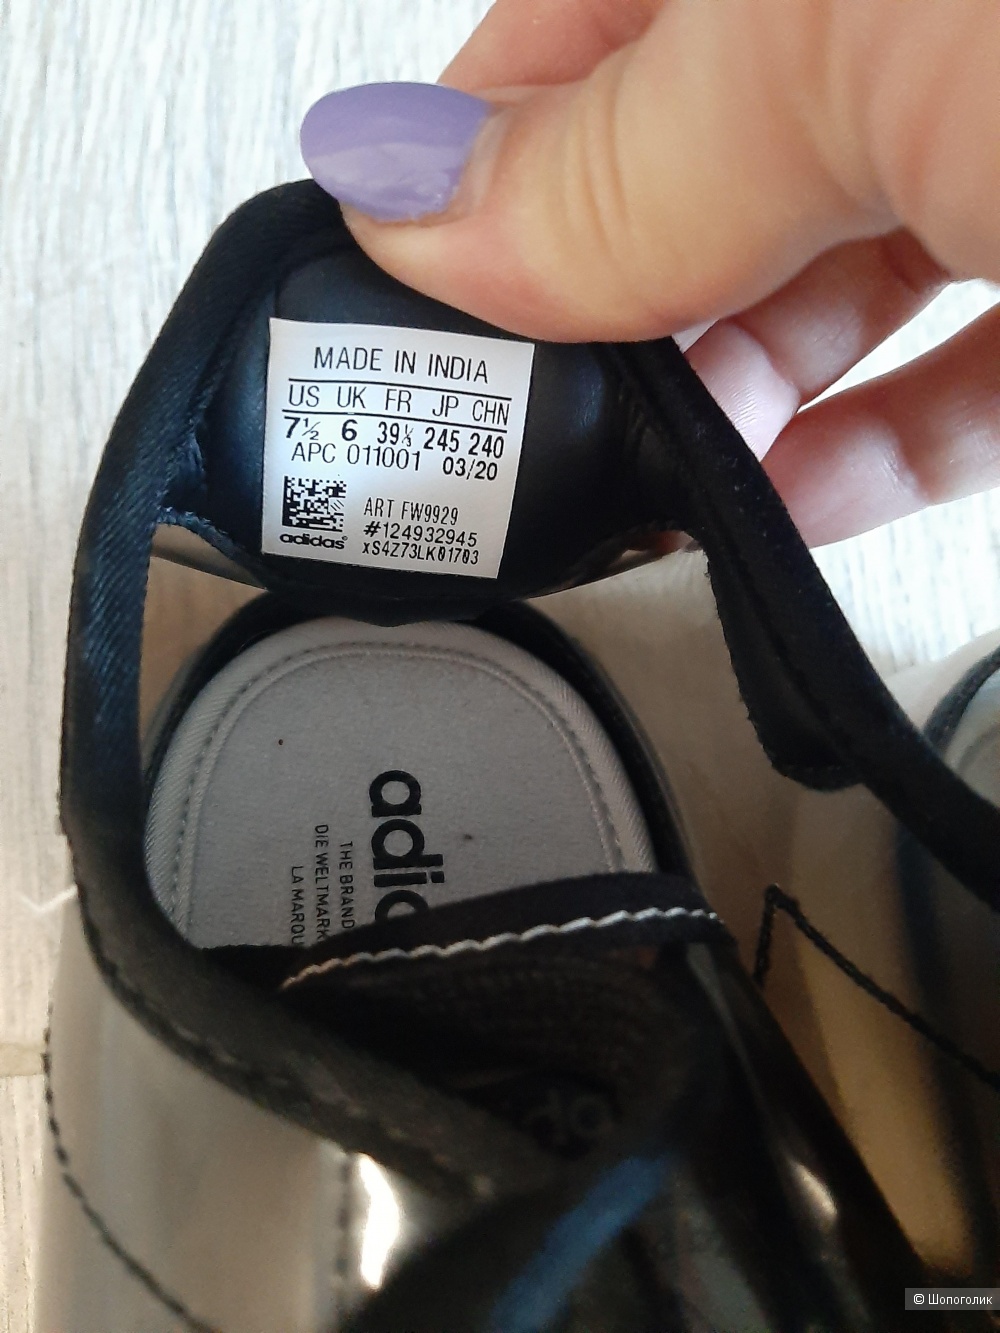 MADE IN INDIA
US UK FR JP CHN
7½ 6 39⅓ 245 240
APC 011001 03/20
ART FW9929
#124932945
xS4Z73LK01703
adidas
adid
THE BRAND
DIE WELTMARK
LA MARQU
© Шопоголик